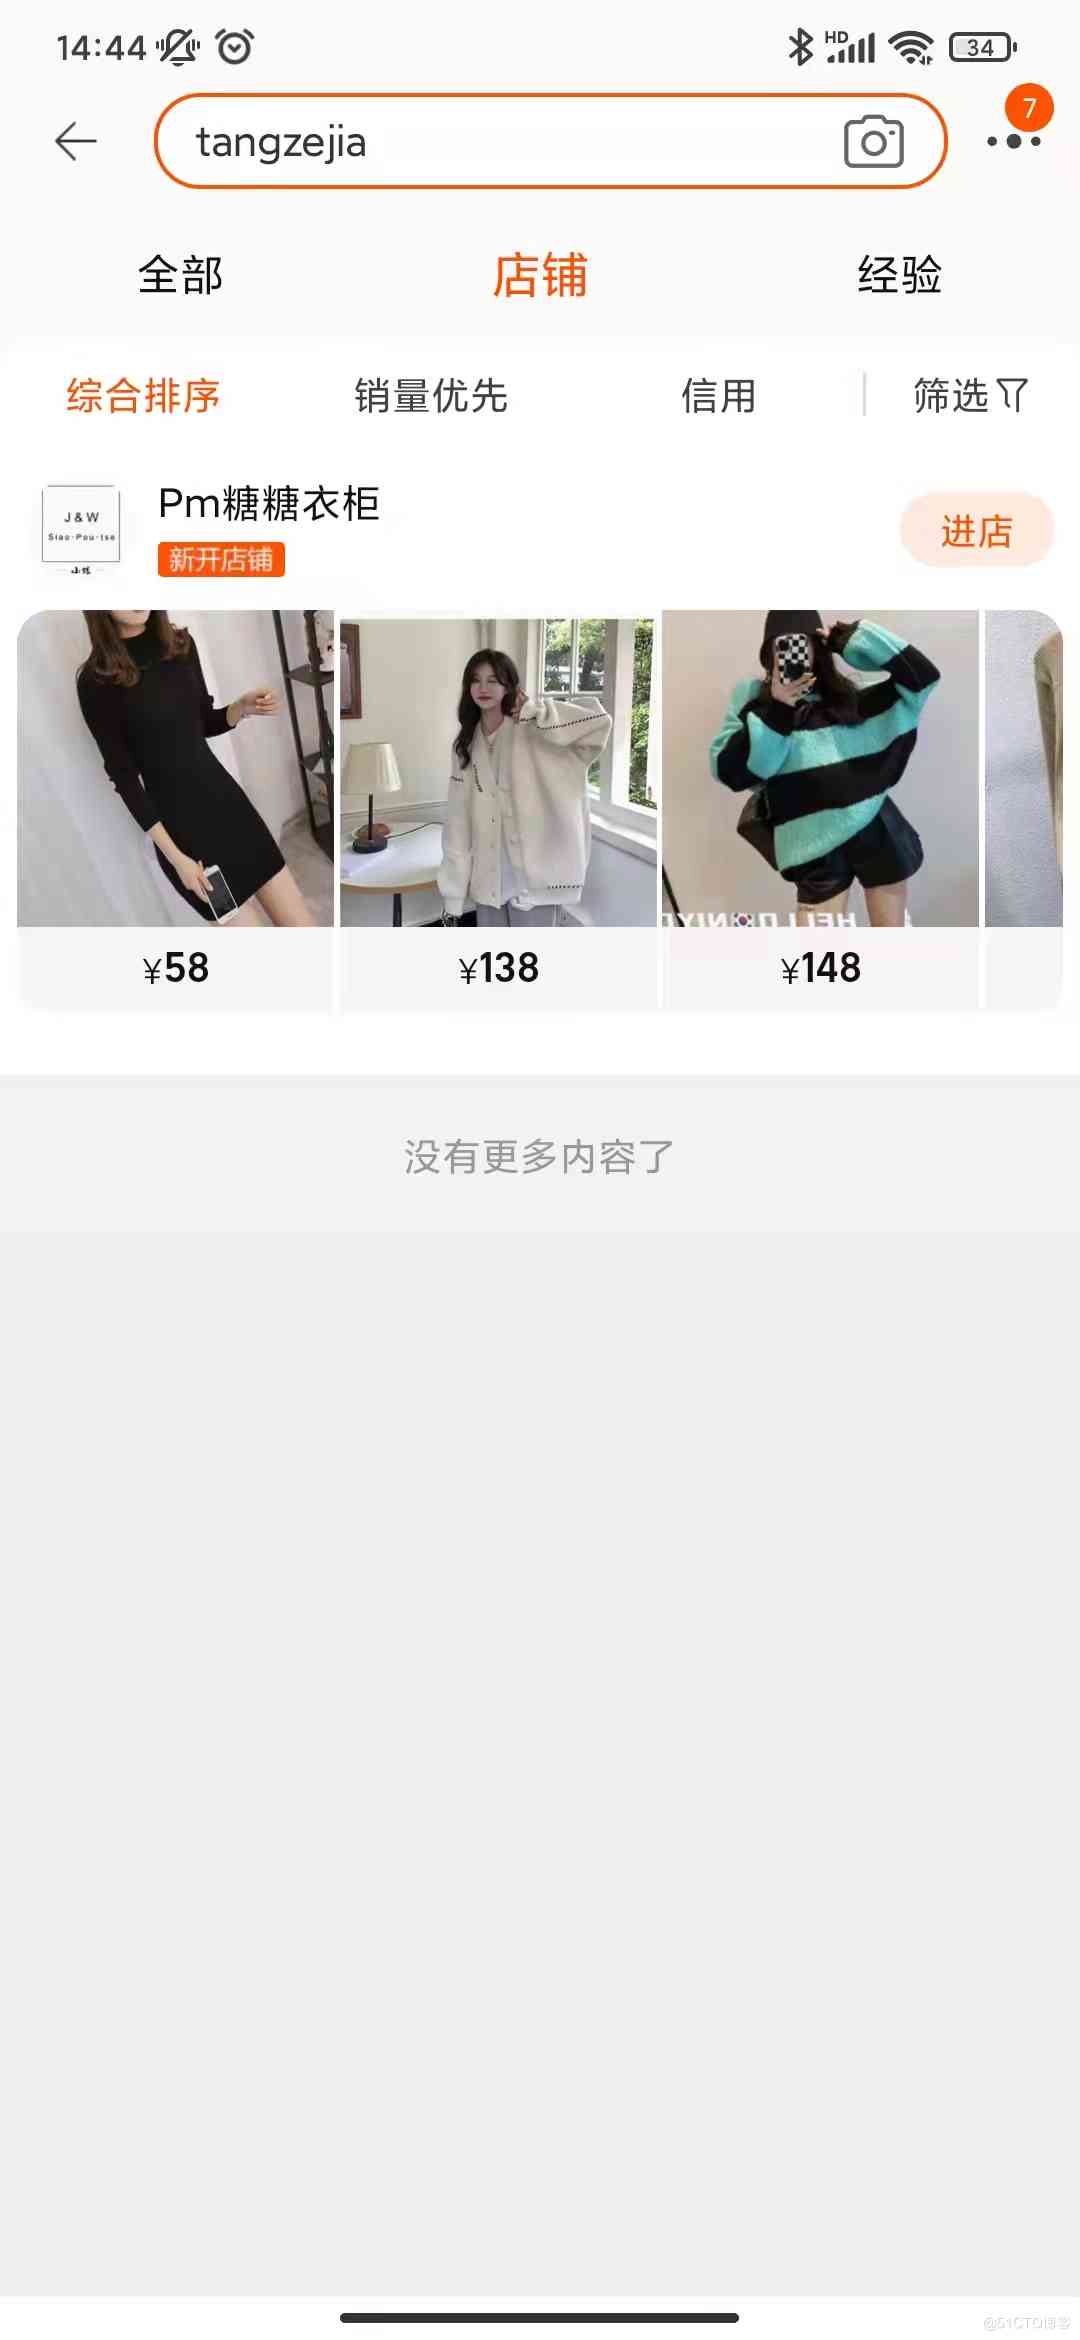 14:44 HD 34
7
tangzejia
全部 店铺 经验
综合排序 销量优先 信用 筛选
J & W
Siao·Pou·tse
Pm糖糖衣柜
新开店铺
进店
¥58 ¥138 ¥148
没有更多内容了
@51CTO博客